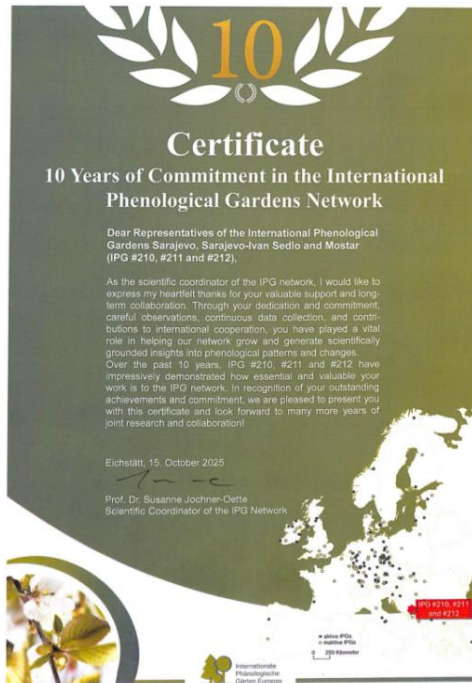 10
Certificate
10 Years of Commitment in the International
Phenological Gardens Network
Dear Representatives of the International Phenological
Gardens Sarajevo, Sarajevo-Ivan Sedlo and Mostar
(IPG #210, #211 and #212),
As the scientific coordinator of the IPG network, I would like to
express my heartfelt thanks for your valuable support and long-
term collaboration. Through your dedication and commitment,
careful observations, continuous data collection, and contri-
butions to international cooperation, you have played a vital
role in helping our network grow and generate scientifically
grounded insights into phenological patterns and changes.
Over the past 10 years, IPG #210, #211 and #212 have
impressively demonstrated how essential and valuable your
work is to the IPG network. In recognition of your outstanding
achievements and commitment, we are pleased to present you
with this certificate and look forward to many more years of
joint research and collaboration!
Eichstätt, 15. October 2025
Prof. Dr. Susanne Jochner-Oette
Scientific Coordinator of the IPG Network
IPG #210, #211
and #212
aktive IPGs
inaktive IPGs
0 250 Kilometer
Internationale
Phänologische
Gärten Europas